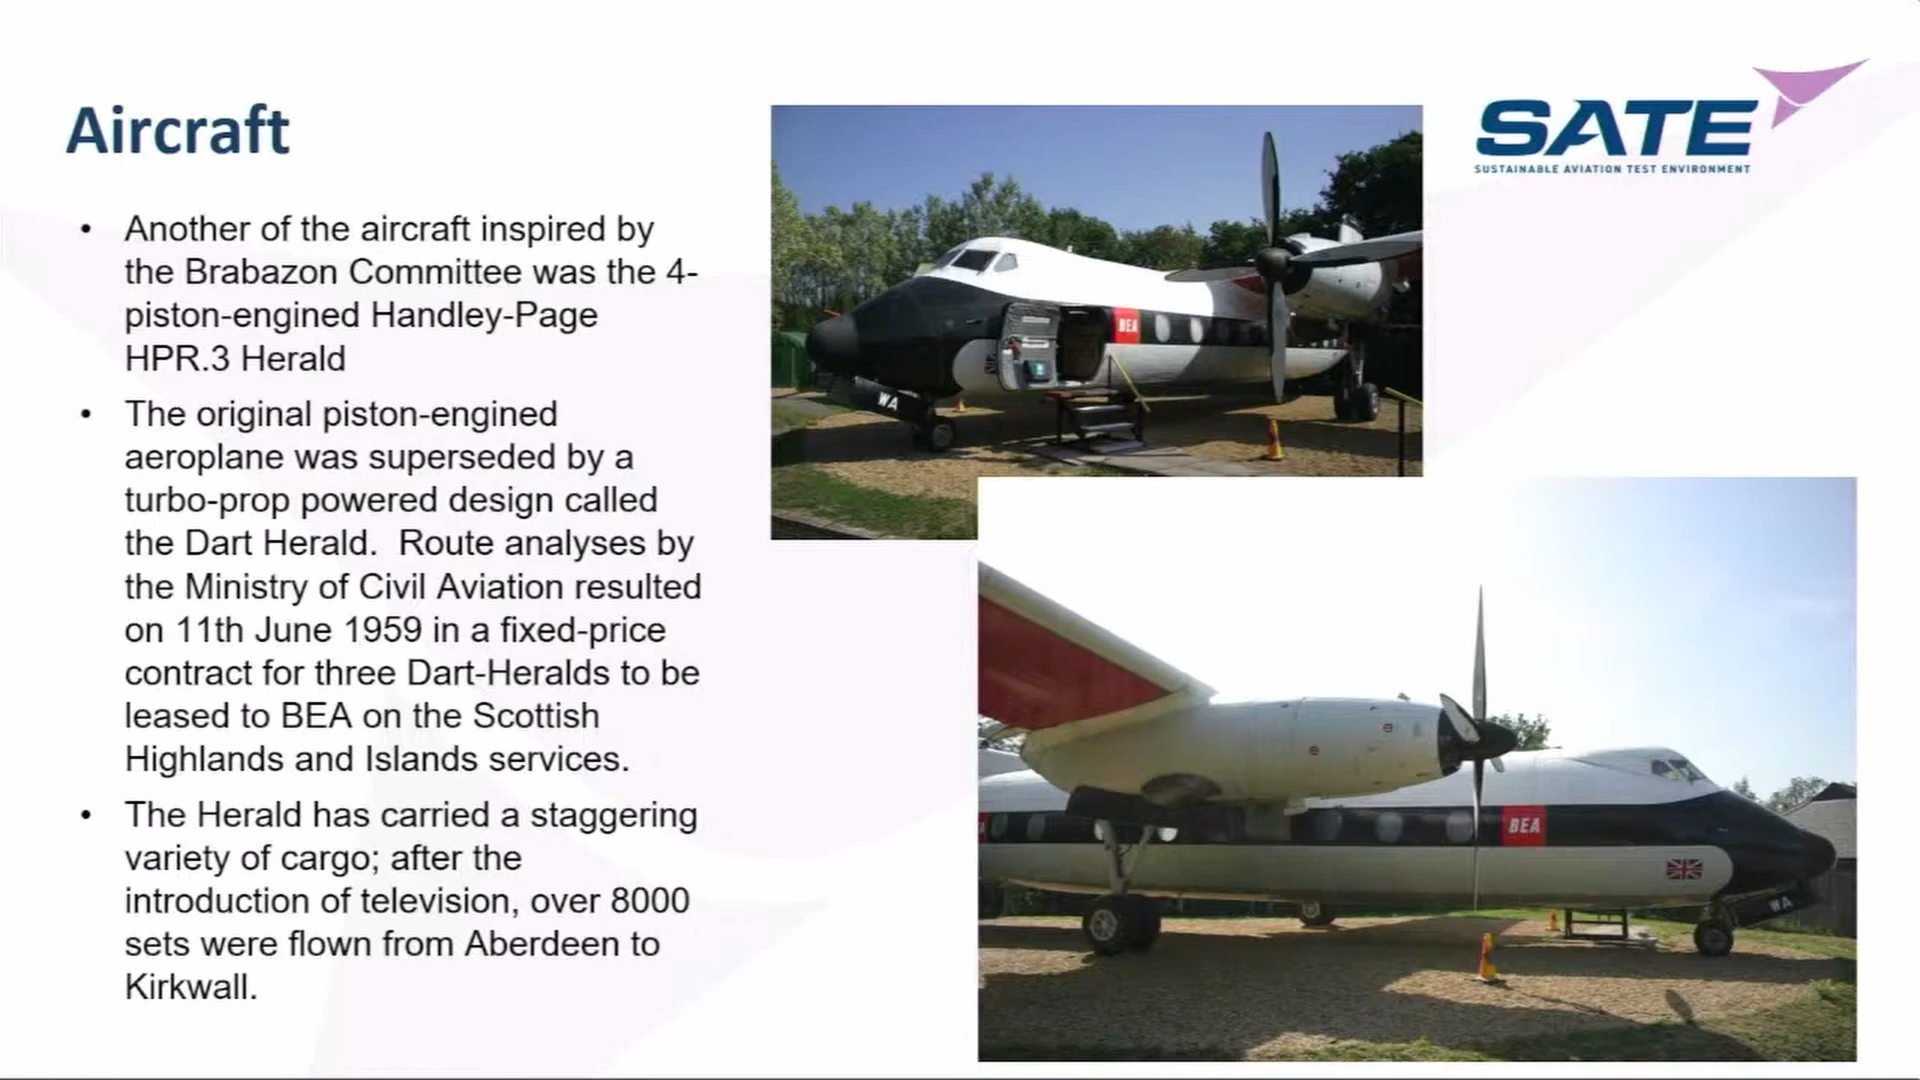 Aircraft
SATE
SUSTAINABLE AVIATION TEST ENVIRONMENT
• Another of the aircraft inspired by
the Brabazon Committee was the 4-
piston-engined Handley-Page
HPR.3 Herald
• The original piston-engined
aeroplane was superseded by a
turbo-prop powered design called
the Dart Herald.  Route analyses by
the Ministry of Civil Aviation resulted
on 11th June 1959 in a fixed-price
contract for three Dart-Heralds to be
leased to BEA on the Scottish
Highlands and Islands services.
• The Herald has carried a staggering
variety of cargo; after the
introduction of television, over 8000
sets were flown from Aberdeen to
Kirkwall.
BEA
WA
BEA
WA